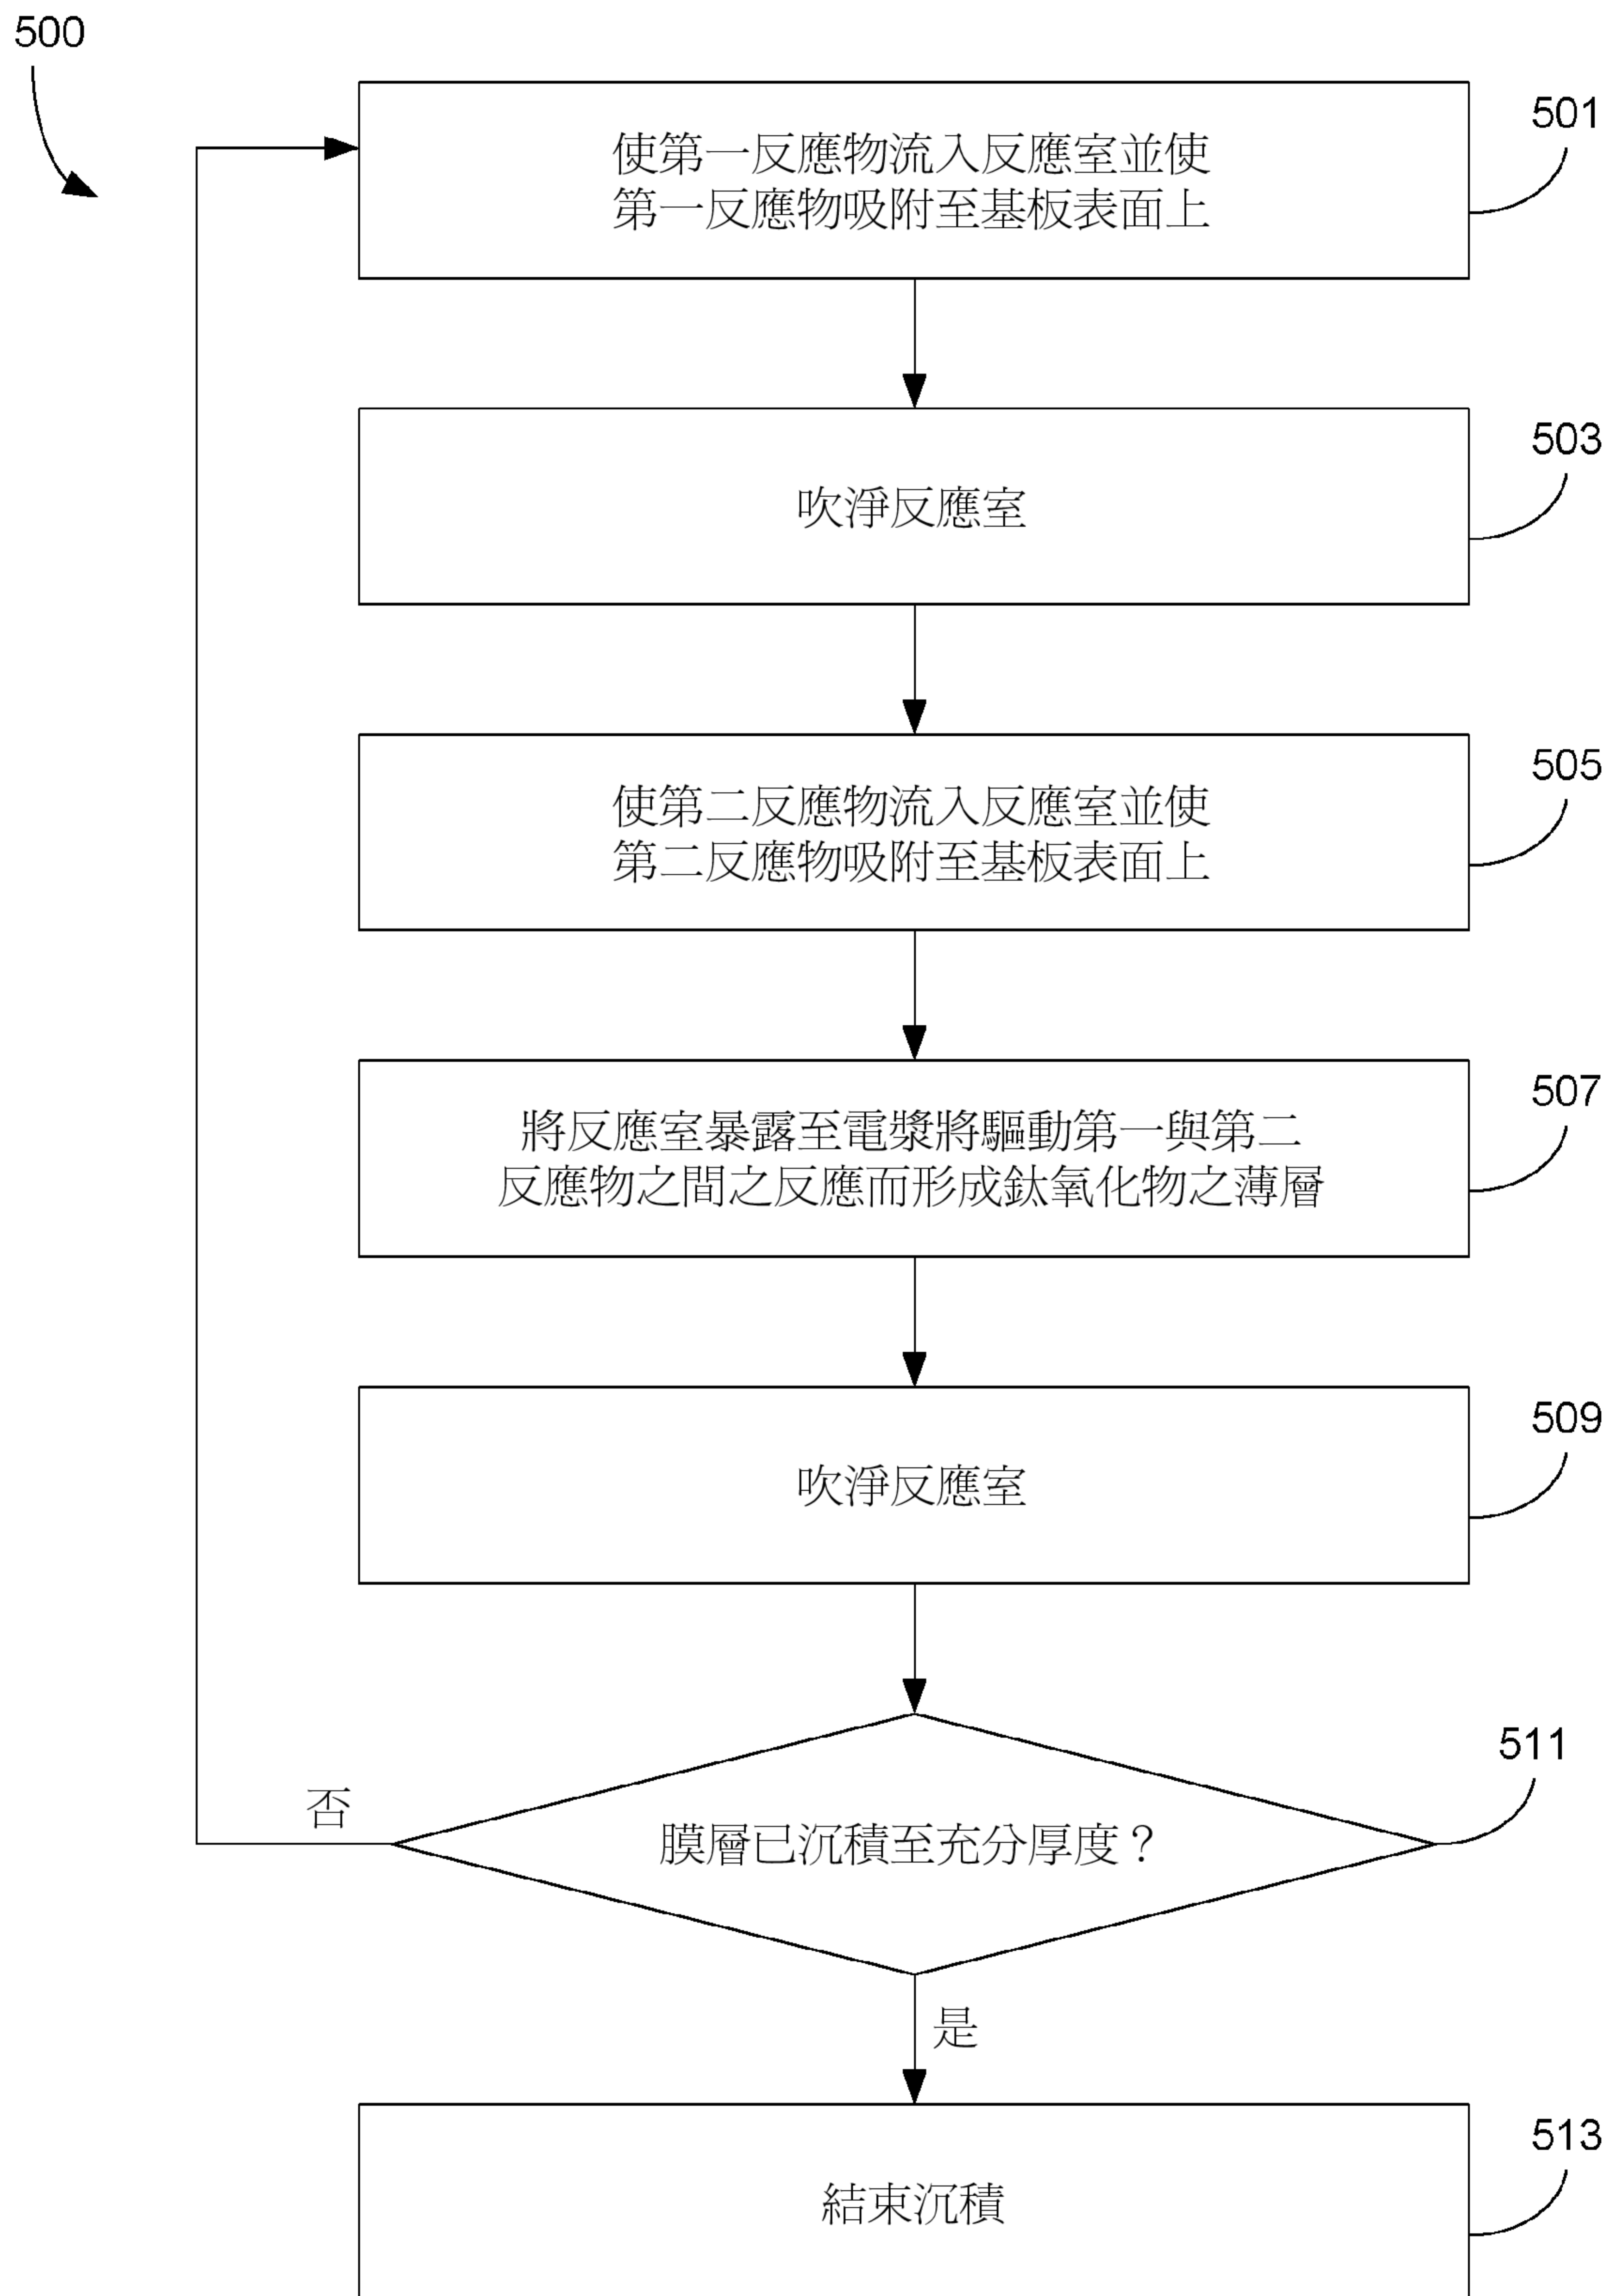 500
使第一反應物流入反應室並使
第一反應物吸附至基板表面上
501
吹淨反應室
503
使第二反應物流入反應室並使
第二反應物吸附至基板表面上
505
將反應室暴露至電漿將驅動第一與第二
反應物之間之反應而形成鈦氧化物之薄層
507
吹淨反應室
509
膜層已沉積至充分厚度？
511
否
是
結束沉積
513